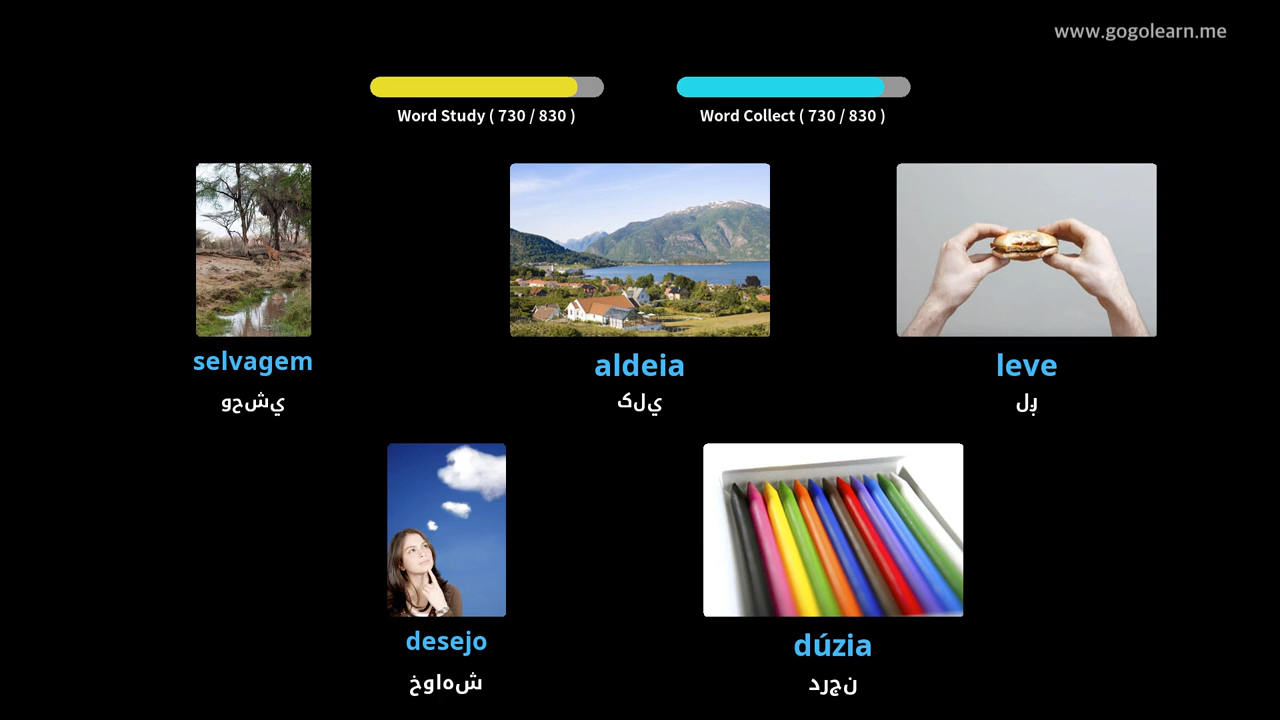 www.gogolearn.me
Word Study ( 730 / 830 )
Word Collect ( 730 / 830 )
selvagem
وحشي
aldeia
کلي
leve
لږ
desejo
خواهش
dúzia
درجن